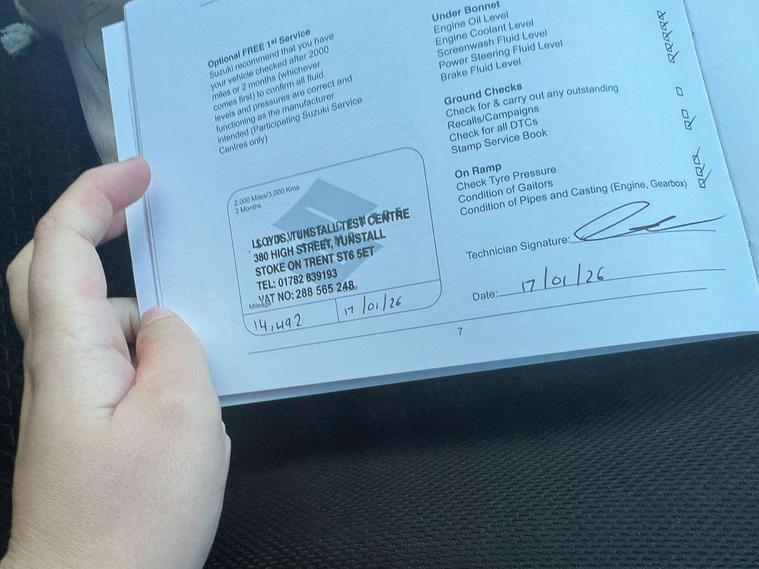 Optional FREE 1st Service
Suzuki recommend that you have
your vehicle checked after 2000
miles or 2 months (whichever
comes first) to confirm all fluid
levels and pressures are correct and
functioning as the manufacturer
intended (Participating Suzuki Service
Centres only)
2,000 Miles/3,000 Kms
2 Months
LLOYDS TUNSTALL TEST CENTRE
380 HIGH STREET, TUNSTALL
STOKE ON TRENT ST6 5ET
TEL: 01782 839193
VAT NO: 288 565 248
Mileage
14,492
17/01/26
Under Bonnet
Engine Oil Level
Engine Coolant Level
Screenwash Fluid Level
Power Steering Fluid Level
Brake Fluid Level
Ground Checks
Check for & carry out any outstanding
Recalls/Campaigns
Check for all DTCs
Stamp Service Book
On Ramp
Check Tyre Pressure
Condition of Gaitors
Condition of Pipes and Casting (Engine, Gearbox)
Technician Signature:
Date: 17/01/26
7